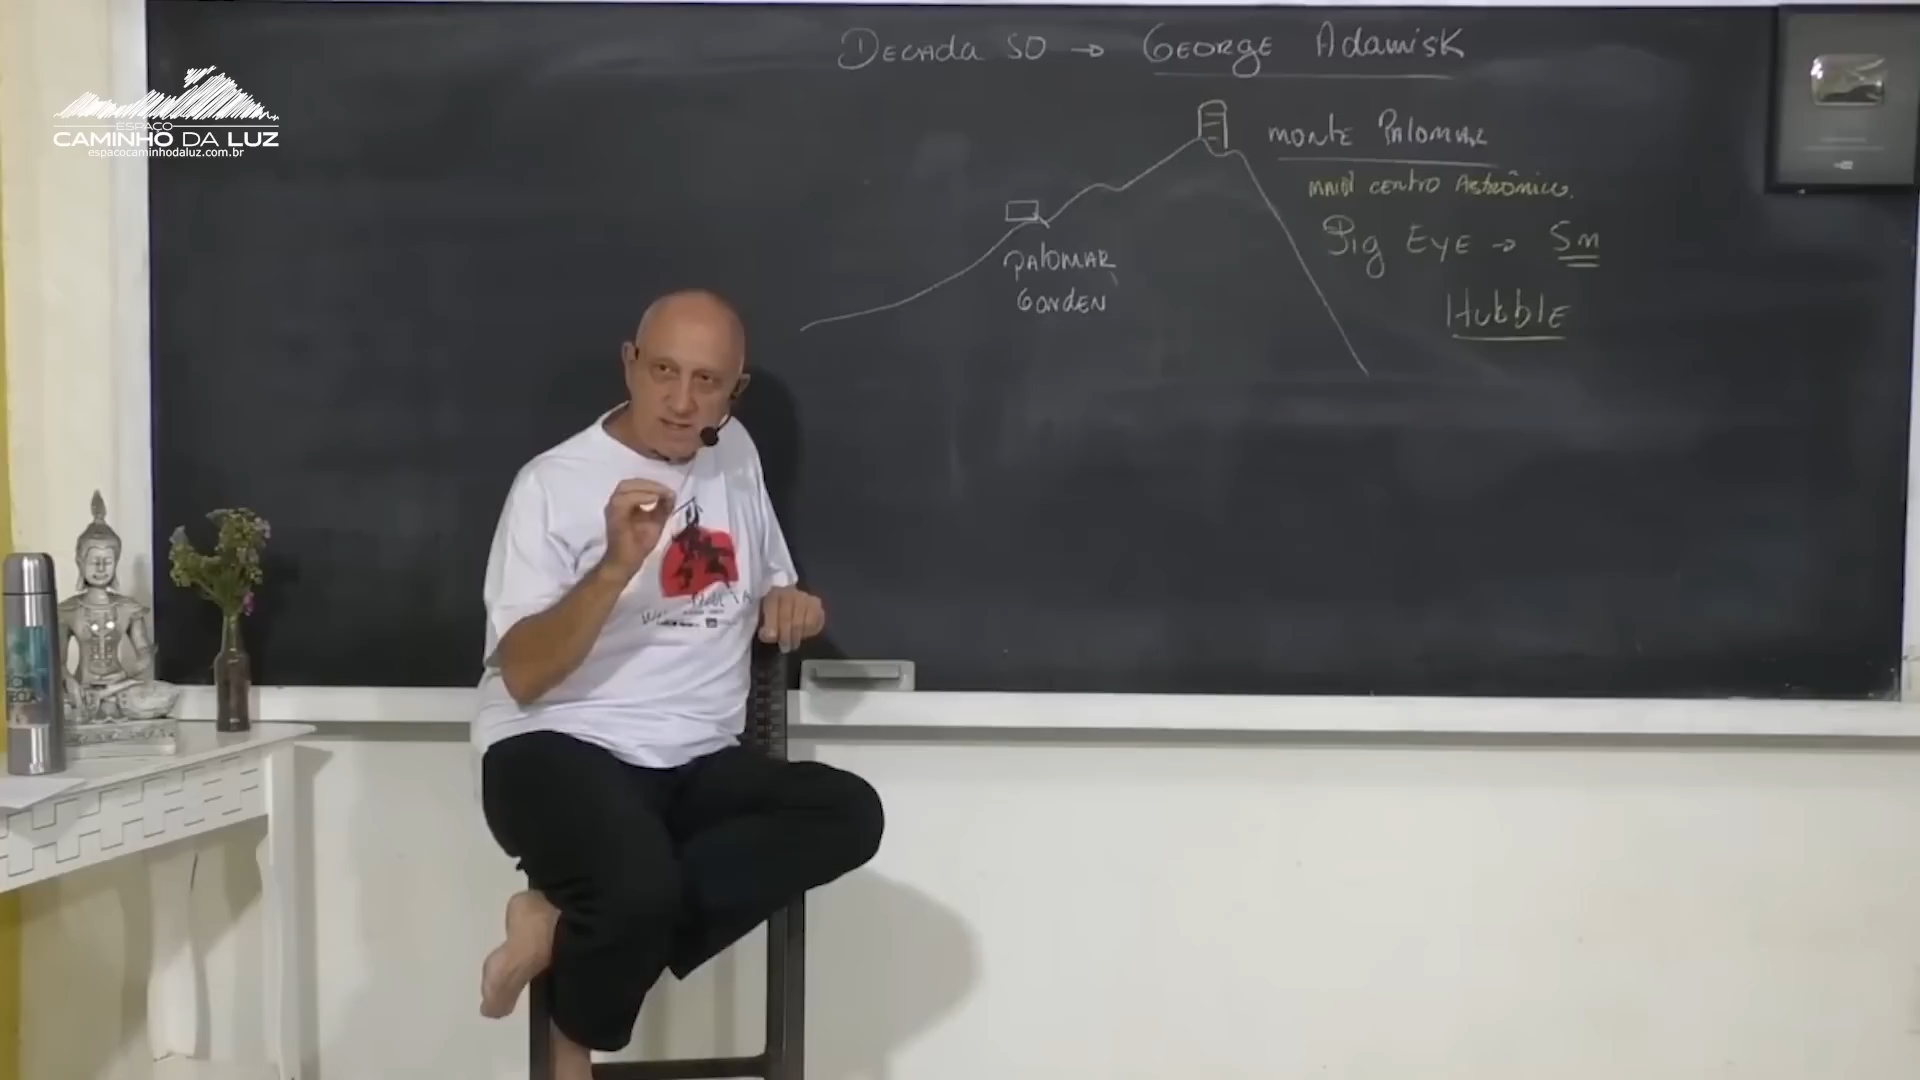 DECADA 50 → GEORGE Adamisk
MONTE PALOMAR
MAIOR CENTRO Astrônico.
Big EyE → 5m
HubblE
PALOMAR
GARDEN
ESPAÇO
CAMINHO DA LUZ
espacocaminhodaluz.com.br